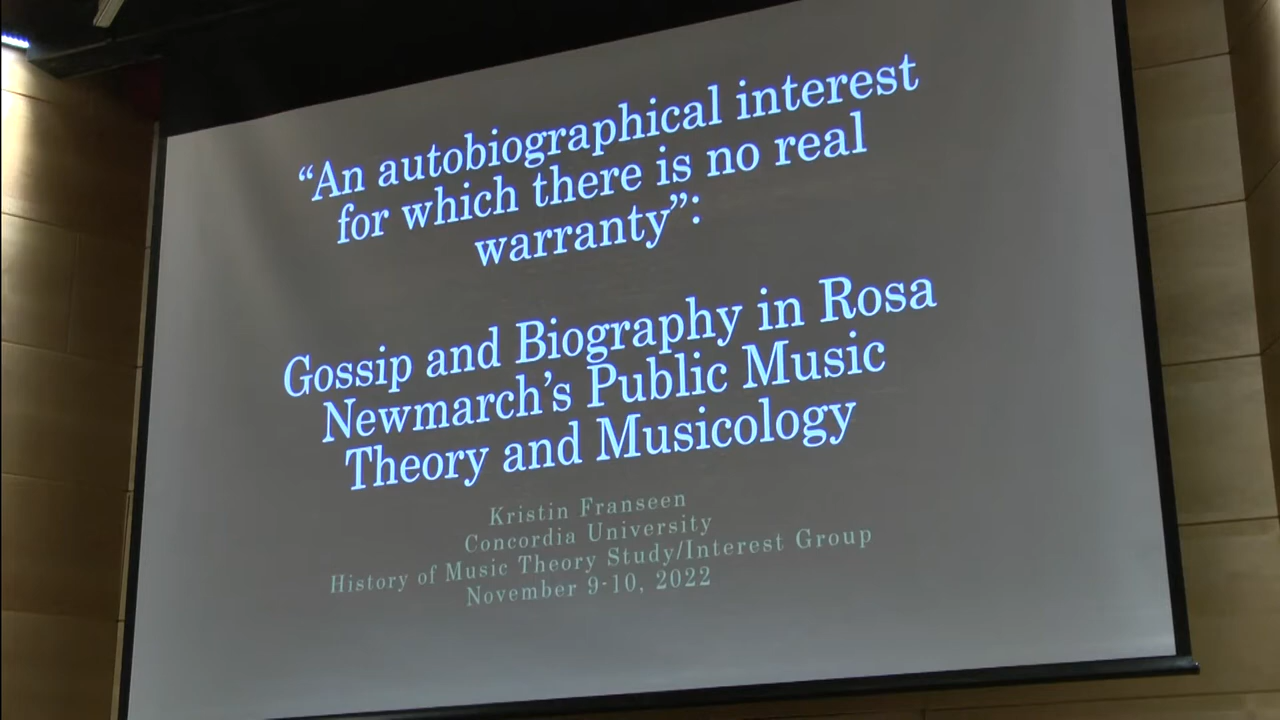 “An autobiographical interest
for which there is no real
warranty”:
Gossip and Biography in Rosa
Newmarch’s Public Music
Theory and Musicology
Kristin Franseen
Concordia University
History of Music Theory Study/Interest Group
November 9-10, 2022